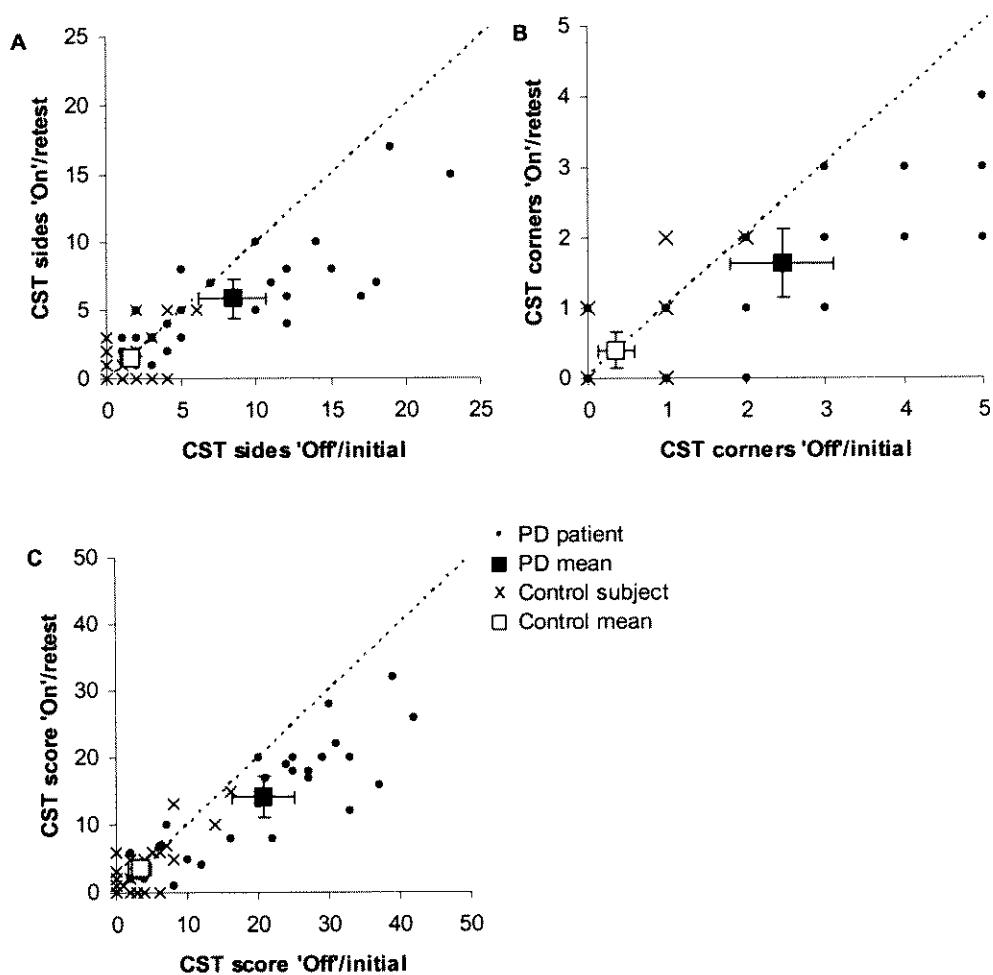 A
25
20
15
10
5
0
CST sides 'On'/retest
0 5 10 15 20 25
CST sides 'Off'/initial
B
5
4
3
2
1
0
CST corners 'On'/retest
0 1 2 3 4 5
CST corners 'Off'/initial
C
50
40
30
20
10
0
CST score 'On'/retest
0 10 20 30 40 50
CST score 'Off'/initial
PD patient
PD mean
Control subject
Control mean